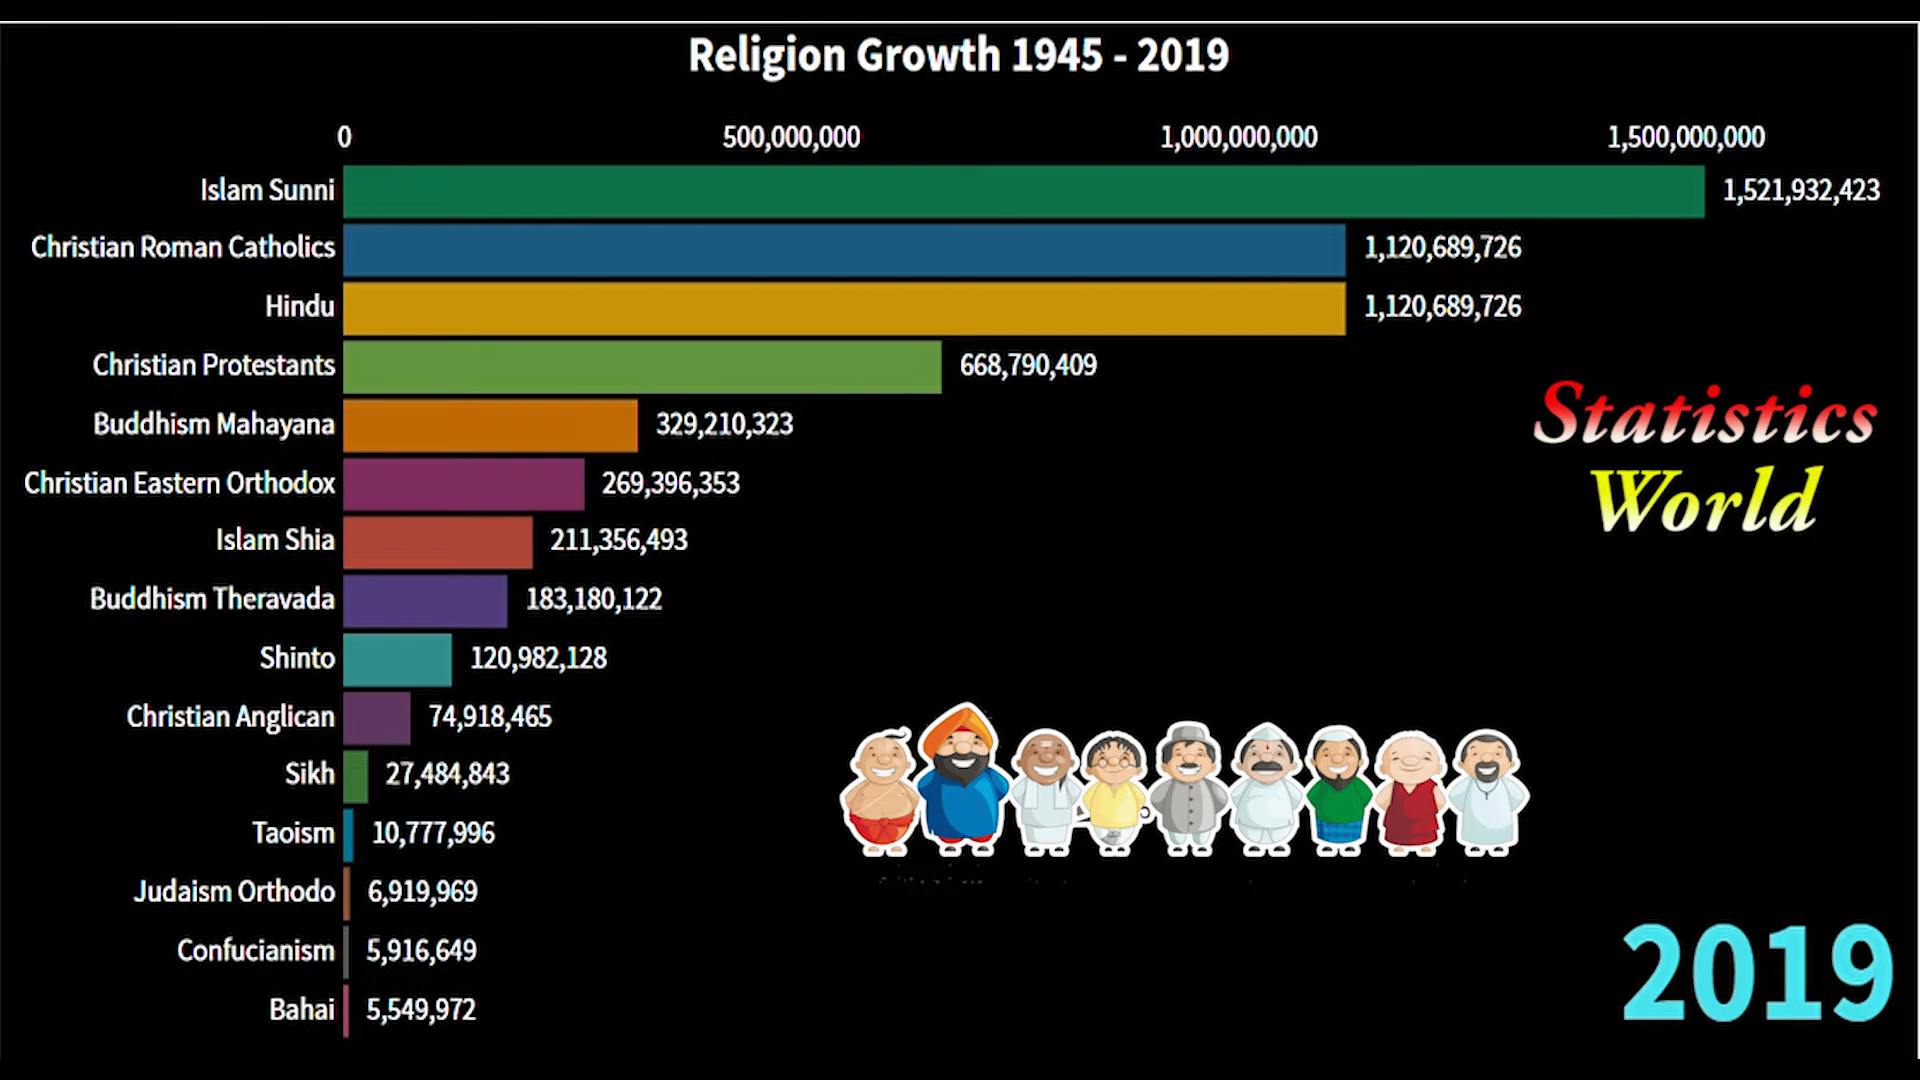 Religion Growth 1945 - 2019
0 500,000,000 1,000,000,000 1,500,000,000
Islam Sunni 1,521,932,423
Christian Roman Catholics 1,120,689,726
Hindu 1,120,689,726
Christian Protestants 668,790,409
Buddhism Mahayana 329,210,323
Christian Eastern Orthodox 269,396,353
Islam Shia 211,356,493
Buddhism Theravada 183,180,122
Shinto 120,982,128
Christian Anglican 74,918,465
Sikh 27,484,843
Taoism 10,777,996
Judaism Orthodo 6,919,969
Confucianism 5,916,649
Bahai 5,549,972
Statistics
World
2019